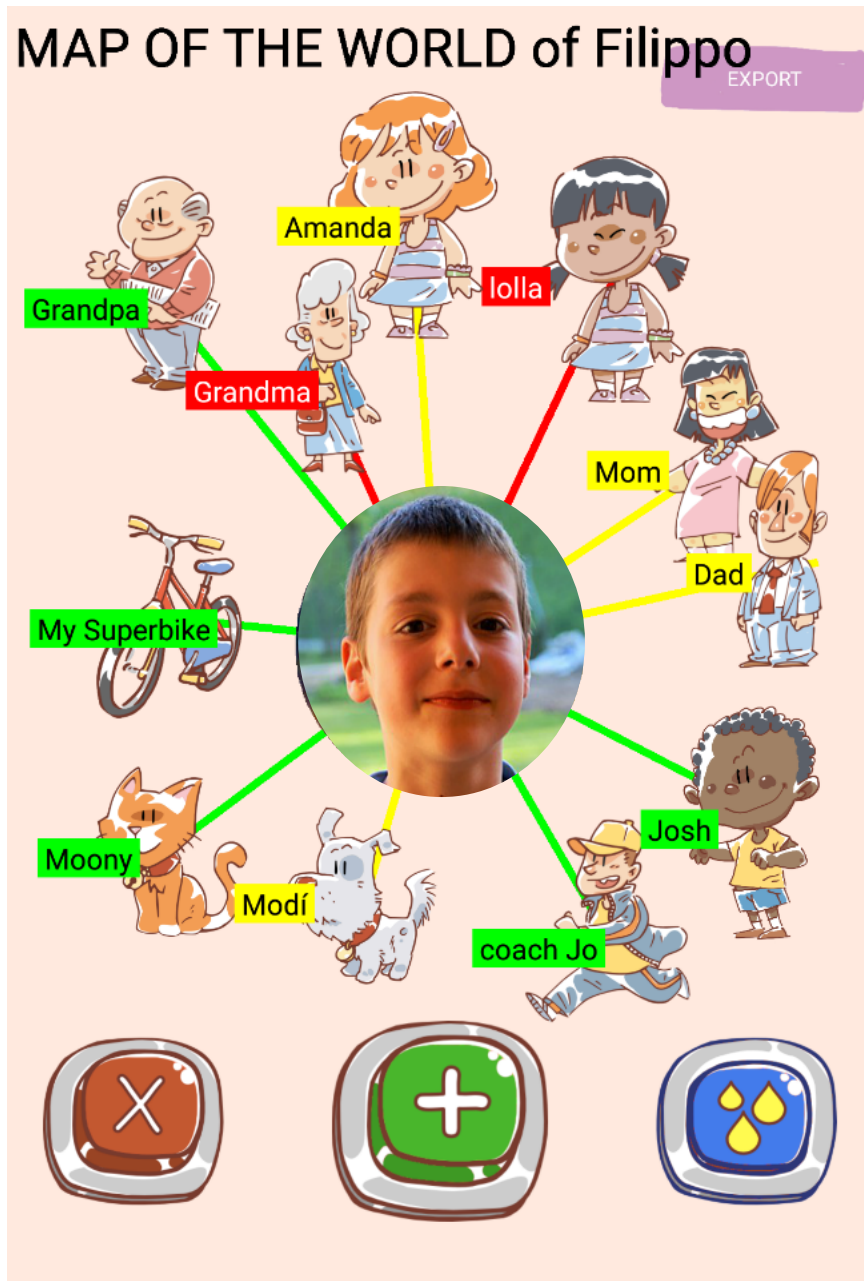 MAP OF THE WORLD of Filippo
EXPORT
Amanda
lolla
Grandpa
Grandma
Mom
Dad
My Superbike
Josh
Moony
Modí
coach Jo